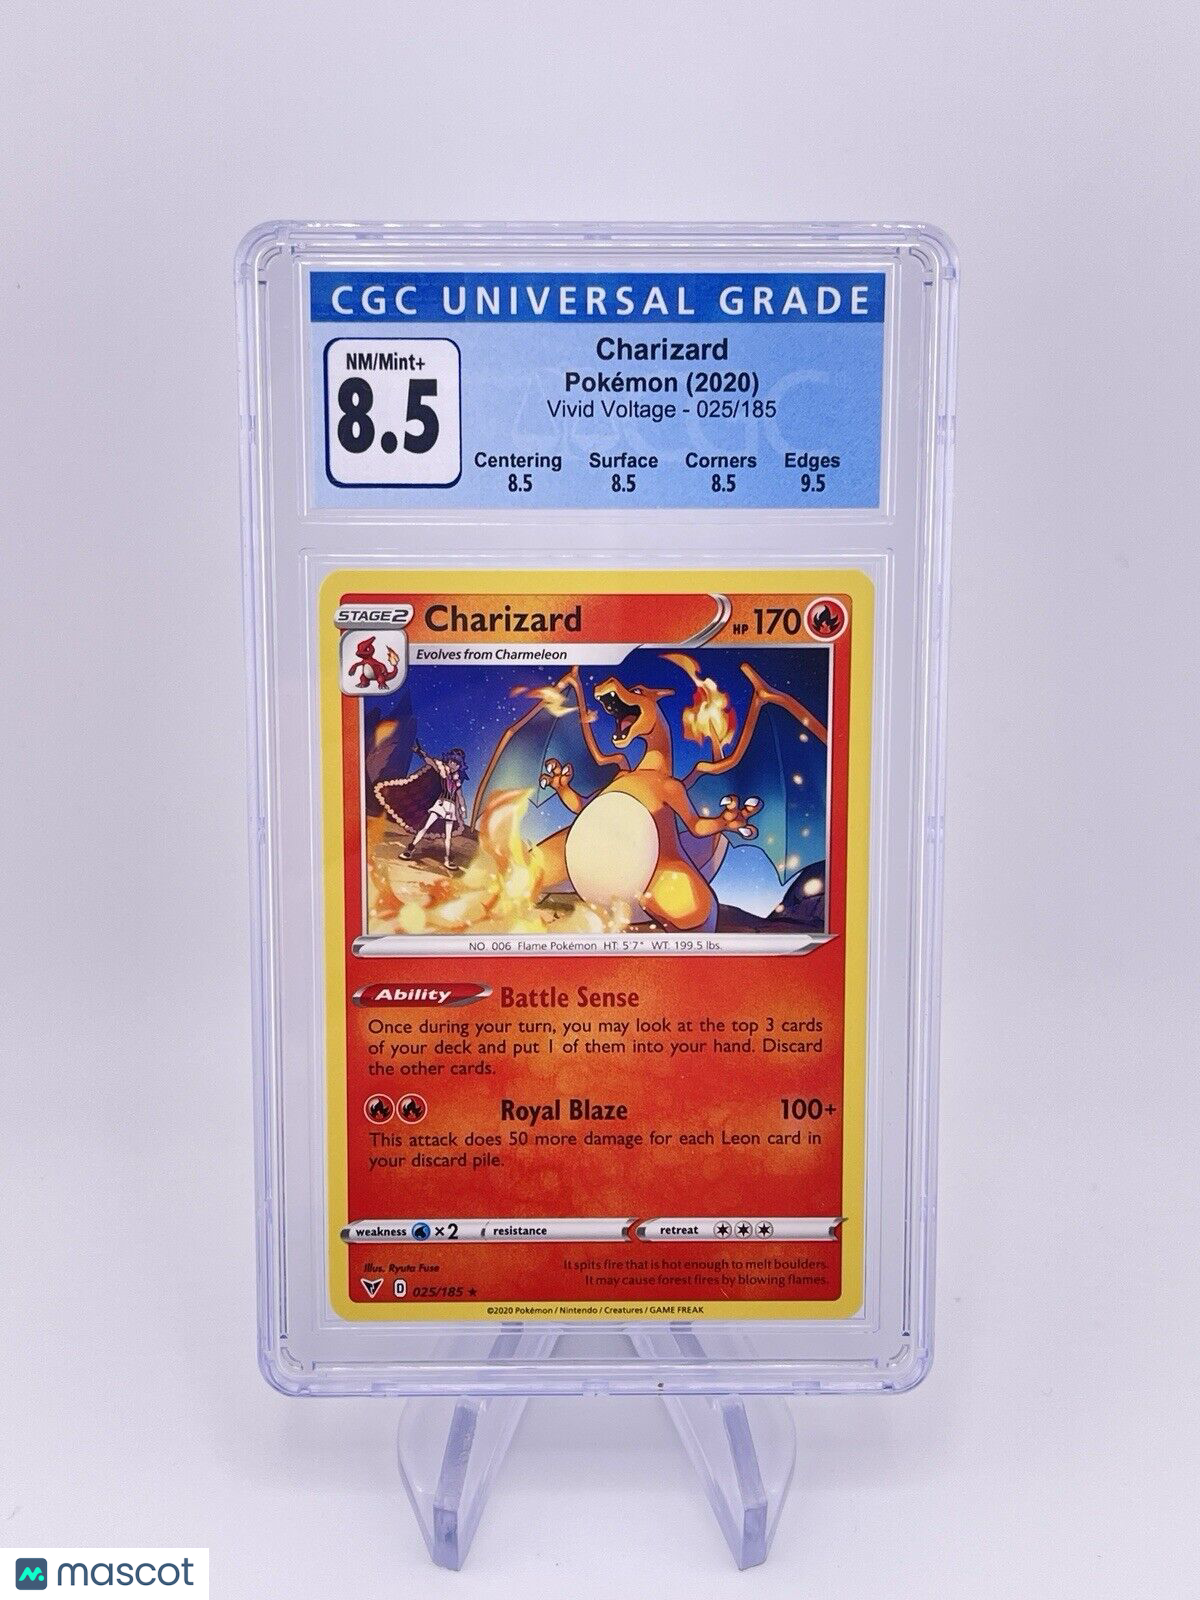 CGC UNIVERSAL GRADE
NM/Mint+
8.5
Charizard
Pokémon (2020)
Vivid Voltage - 025/185
Centering Surface Corners Edges
8.5 8.5 8.5 9.5
STAGE2 Charizard HP 170
Evolves from Charmeleon
NO. 006 Flame Pokémon HT: 5'7" WT: 199.5 lbs.
Ability Battle Sense
Once during your turn, you may look at the top 3 cards
of your deck and put 1 of them into your hand. Discard
the other cards.
Royal Blaze 100+
This attack does 50 more damage for each Leon card in
your discard pile.
weakness ×2 resistance retreat
Illus. Ryuta Fuse
It spits fire that is hot enough to melt boulders.
It may cause forest fires by blowing flames.
D 025/185 ★
©2020 Pokémon / Nintendo / Creatures / GAME FREAK
mascot